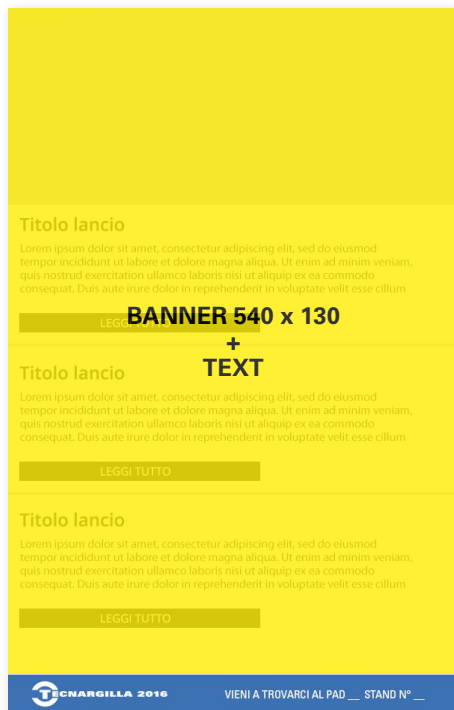 Titolo lancio
Lorem ipsum dolor sit amet, consectetur adipiscing elit, sed do eiusmod
tempor incididunt ut labore et dolore magna aliqua. Ut enim ad minim veniam,
quis nostrud exercitation ullamco laboris nisi ut aliquip ex ea commodo
consequat. Duis aute irure dolor in reprehenderit in voluptate velit esse cillum
LEGGI TUTTO
BANNER 540 x 130
+
TEXT
Titolo lancio
Lorem ipsum dolor sit amet, consectetur adipiscing elit, sed do eiusmod
tempor incididunt ut labore et dolore magna aliqua. Ut enim ad minim veniam,
quis nostrud exercitation ullamco laboris nisi ut aliquip ex ea commodo
consequat. Duis aute irure dolor in reprehenderit in voluptate velit esse cillum
LEGGI TUTTO
Titolo lancio
Lorem ipsum dolor sit amet, consectetur adipiscing elit, sed do eiusmod
tempor incididunt ut labore et dolore magna aliqua. Ut enim ad minim veniam,
quis nostrud exercitation ullamco laboris nisi ut aliquip ex ea commodo
consequat. Duis aute irure dolor in reprehenderit in voluptate velit esse cillum
LEGGI TUTTO
TECNARGILLA 2016 VIENI A TROVARCI AL PAD __ STAND N° __